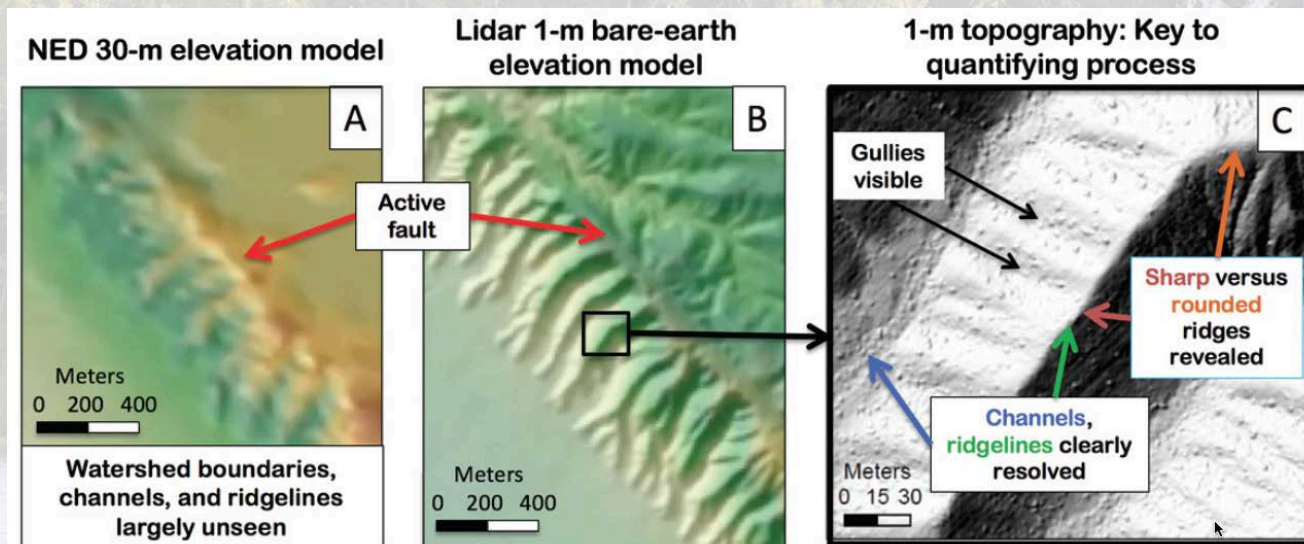 NED 30-m elevation model
A
Meters
0 200 400
Watershed boundaries,
channels, and ridgelines
largely unseen
Active
fault
Lidar 1-m bare-earth
elevation model
B
Meters
0 200 400
1-m topography: Key to
quantifying process
C
Gullies
visible
Sharp versus
rounded
ridges
revealed
Channels,
ridgelines clearly
resolved
Meters
0 15 30